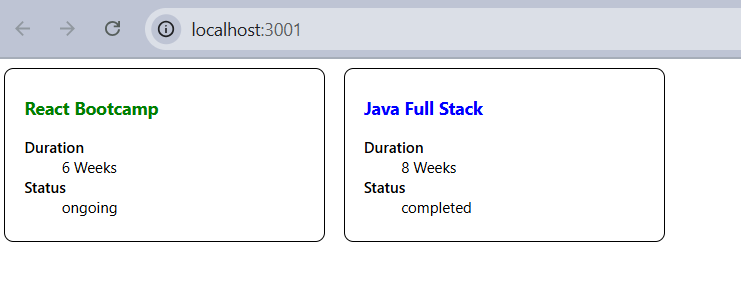 localhost:3001
React Bootcamp
Duration
6 Weeks
Status
ongoing
Java Full Stack
Duration
8 Weeks
Status
completed